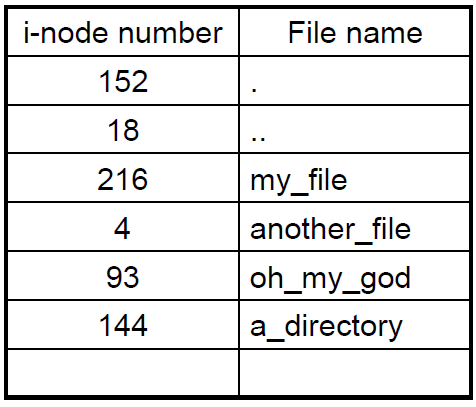 i-node number File name
152 .
18 ..
216 my_file
4 another_file
93 oh_my_god
144 a_directory